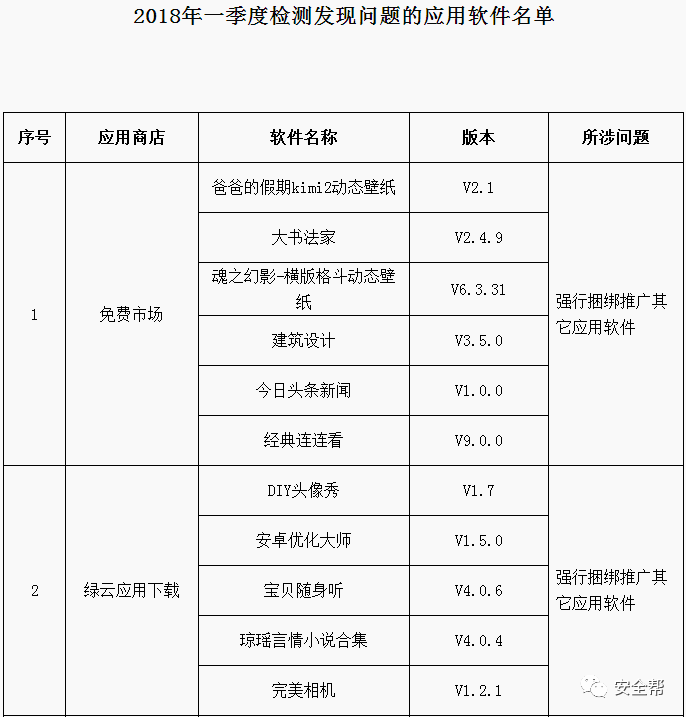 2018年一季度检测发现问题的应用软件名单
序号 应用商店 软件名称 版本 所涉问题
1 免费市场 爸爸的假期kimi2动态壁纸 V2.1 强行捆绑推广其
它应用软件
大书法家 V2.4.9
魂之幻影-横版格斗动态壁
纸 V6.3.31
建筑设计 V3.5.0
今日头条新闻 V1.0.0
经典连连看 V9.0.0
2 绿云应用下载 DIY头像秀 V1.7 强行捆绑推广其
它应用软件
安卓优化大师 V1.5.0
宝贝随身听 V4.0.6
琼瑶言情小说合集 V4.0.4
完美相机 V1.2.1
安全帮